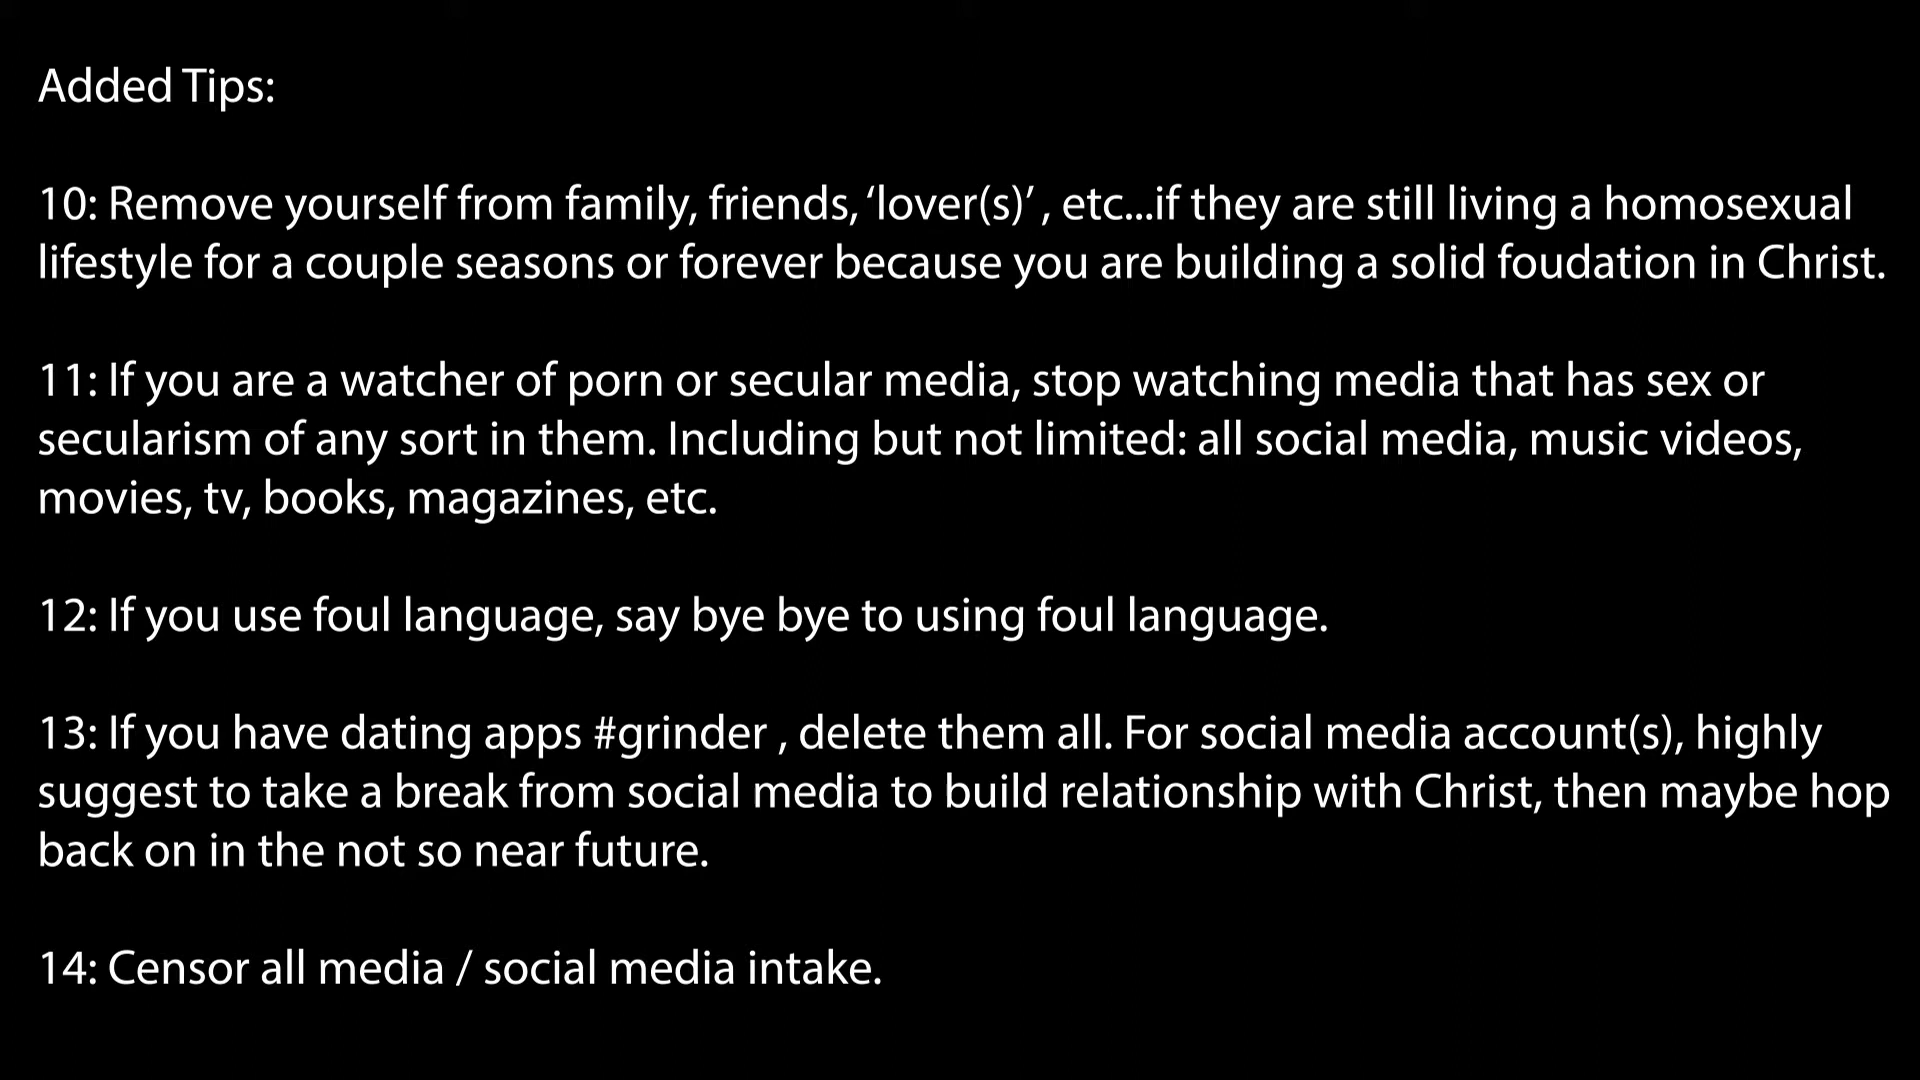 Added Tips:
10: Remove yourself from family, friends, ‘lover(s)’ , etc...if they are still living a homosexual
lifestyle for a couple seasons or forever because you are building a solid foudation in Christ.
11: If you are a watcher of porn or secular media, stop watching media that has sex or
secularism of any sort in them. Including but not limited: all social media, music videos,
movies, tv, books, magazines, etc.
12: If you use foul language, say bye bye to using foul language.
13: If you have dating apps #grinder , delete them all. For social media account(s), highly
suggest to take a break from social media to build relationship with Christ, then maybe hop
back on in the not so near future.
14: Censor all media / social media intake.